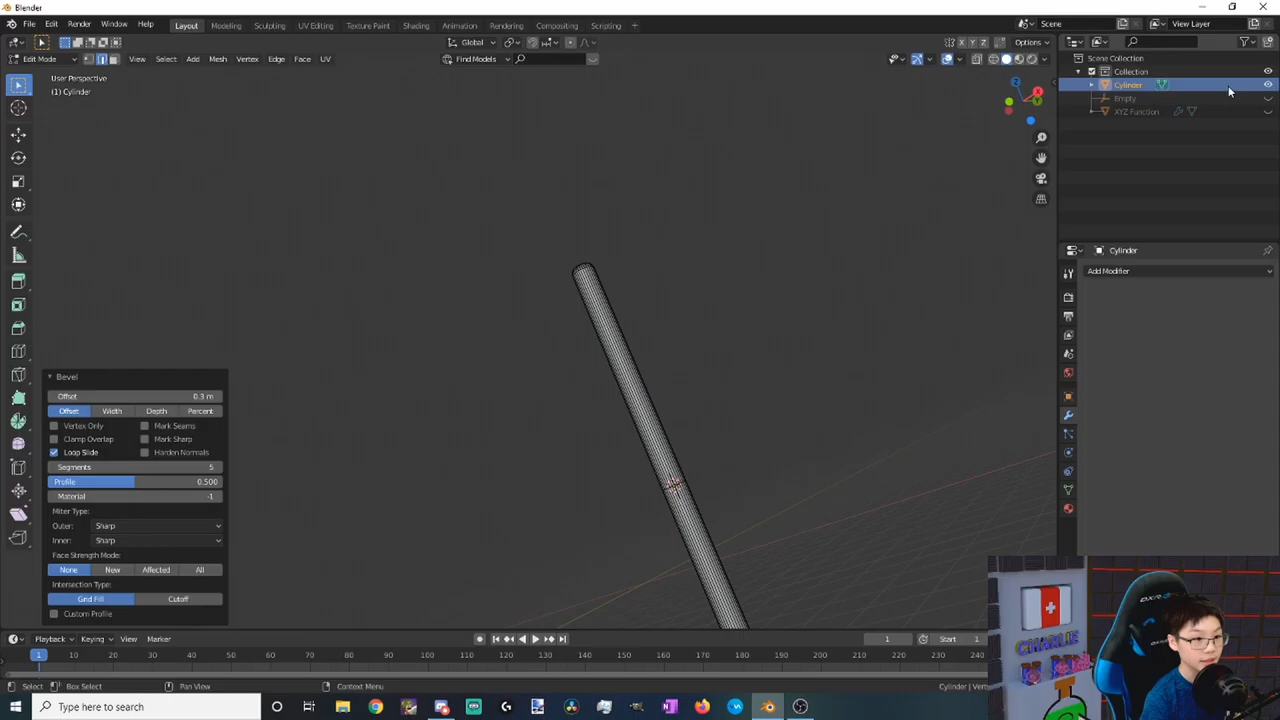 Blender
File Edit Render Window Help Layout Modeling Sculpting UV Editing Texture Paint Shading Animation Rendering Compositing Scripting + Scene View Layer
Global X Y Z Options
Edit Mode View Select Add Mesh Vertex Edge Face UV Find Models
Scene Collection
Collection
Cylinder
Empty
XYZ Function
User Perspective
(1) Cylinder
X
Y
Z
Cylinder
Add Modifier
Bevel
Offset 0.3 m
Offset Width Depth Percent
Vertex Only Mark Seams
Clamp Overlap Mark Sharp
Loop Slide Harden Normals
Segments 5
Profile 0.500
Material -1
Miter Type:
Outer: Sharp
Inner: Sharp
Face Strength Mode:
None New Affected All
Intersection Type:
Grid Fill Cutoff
Custom Profile
Playback Keying View Marker 1 Start 1
1 10 20 30 40 50 60 70 80 90 100 110 120 130 140 150 160 170 180 190 200 210 220 230 240
Select Box Select Pan View Context Menu Cylinder | Ver
CHARLIE
DXRACER
Type here to search